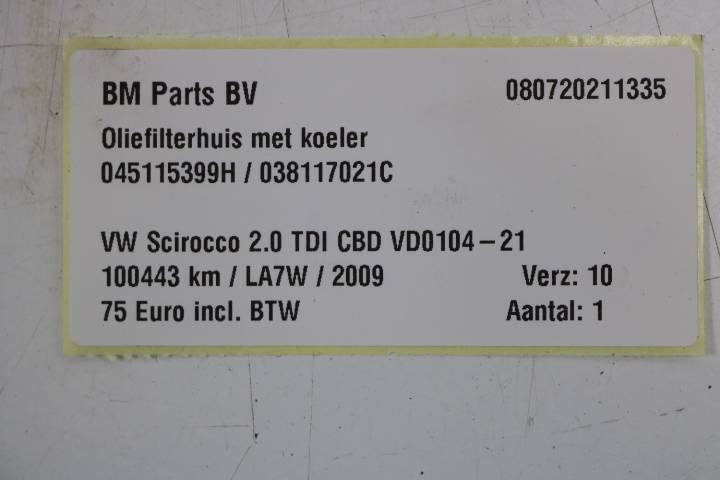 BM Parts BV 080720211335
Oliefilterhuis met koeler
045115399H / 038117021C
VW Scirocco 2.0 TDI CBD VD0104-21
100443 km / LA7W / 2009 Verz: 10
75 Euro incl. BTW Aantal: 1